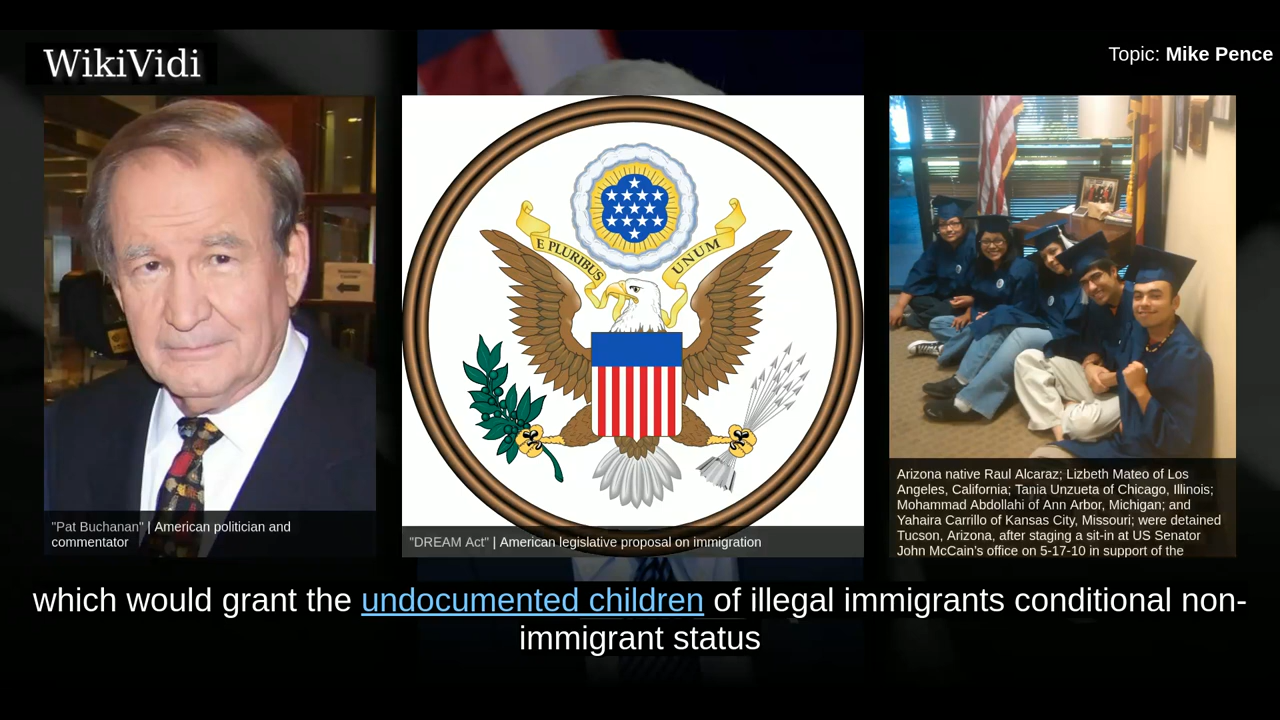 WikiVidi
Topic: Mike Pence
E PLURIBUS
UNUM
"Pat Buchanan" | American politician and
commentator
"DREAM Act" | American legislative proposal on immigration
Arizona native Raul Alcaraz; Lizbeth Mateo of Los
Angeles, California; Tania Unzueta of Chicago, Illinois;
Mohammad Abdollahi of Ann Arbor, Michigan; and
Yahaira Carrillo of Kansas City, Missouri; were detained
Tucson, Arizona, after staging a sit-in at US Senator
John McCain's office on 5-17-10 in support of the
which would grant the undocumented children of illegal immigrants conditional non-
immigrant status